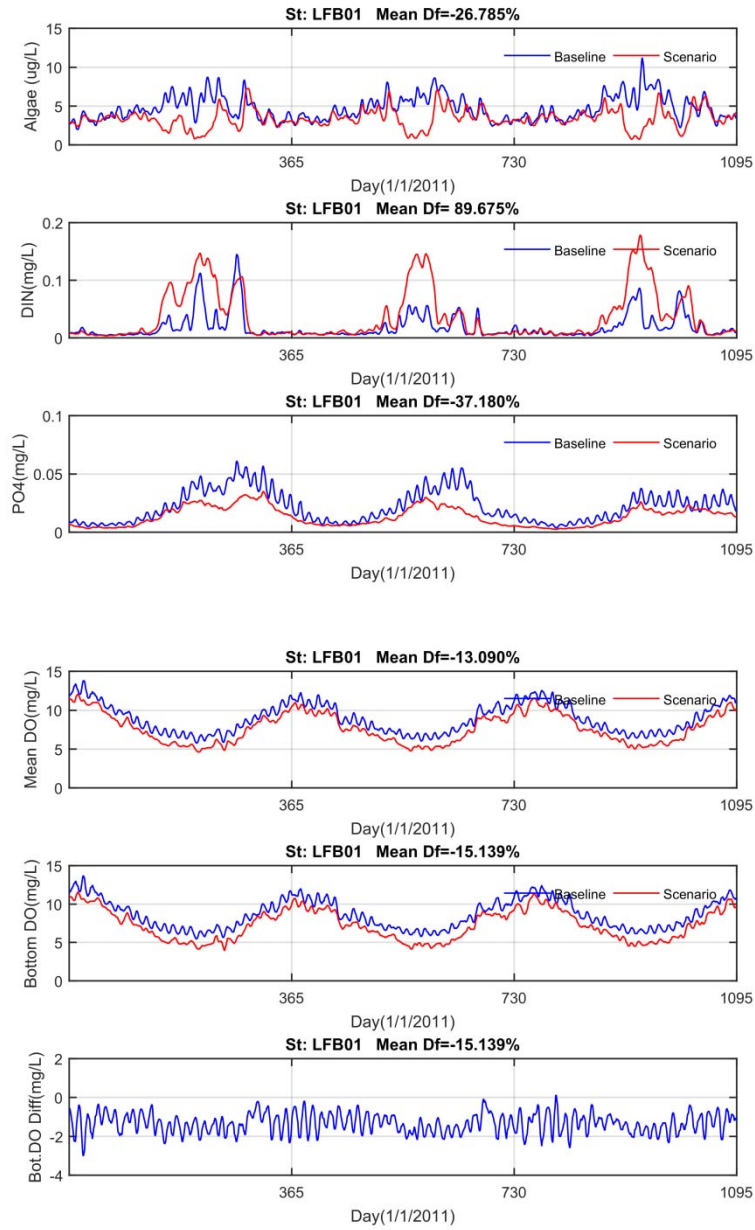 St: LFB01 Mean Df=-26.785%
15
10
5
0
Algae (ug/L)
Baseline
Scenario
365
730
1095
Day(1/1/2011)
St: LFB01 Mean Df= 89.675%
0.2
0.1
0
DIN(mg/L)
Baseline
Scenario
365
730
1095
Day(1/1/2011)
St: LFB01 Mean Df=-37.180%
0.1
0.05
0
PO4(mg/L)
Baseline
Scenario
365
730
1095
Day(1/1/2011)
St: LFB01 Mean Df=-13.090%
15
10
5
0
Mean DO(mg/L)
Baseline
Scenario
365
730
1095
Day(1/1/2011)
St: LFB01 Mean Df=-15.139%
15
10
5
0
Bottom DO(mg/L)
Baseline
Scenario
365
730
1095
Day(1/1/2011)
St: LFB01 Mean Df=-15.139%
2
0
-2
-4
Bot.DO Diff(mg/L)
365
730
1095
Day(1/1/2011)